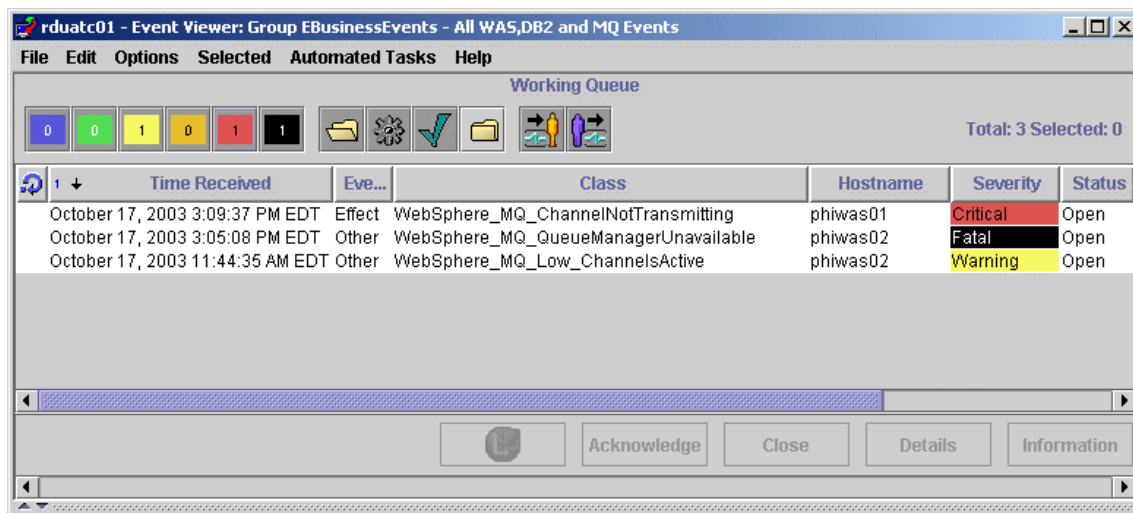 rduatc01 - Event Viewer: Group EBusinessEvents - All WAS,DB2 and MQ Events
File Edit Options Selected Automated Tasks Help
Working Queue
0 0 1 0 1 1
Total: 3 Selected: 0
1 Time Received Eve... Class Hostname Severity Status
October 17, 2003 3:09:37 PM EDT Effect WebSphere_MQ_ChannelNotTransmitting phiwas01 Critical Open
October 17, 2003 3:05:08 PM EDT Other WebSphere_MQ_QueueManagerUnavailable phiwas02 Fatal Open
October 17, 2003 11:44:35 AM EDT Other WebSphere_MQ_Low_ChannelsActive phiwas02 Warning Open
Acknowledge Close Details Information